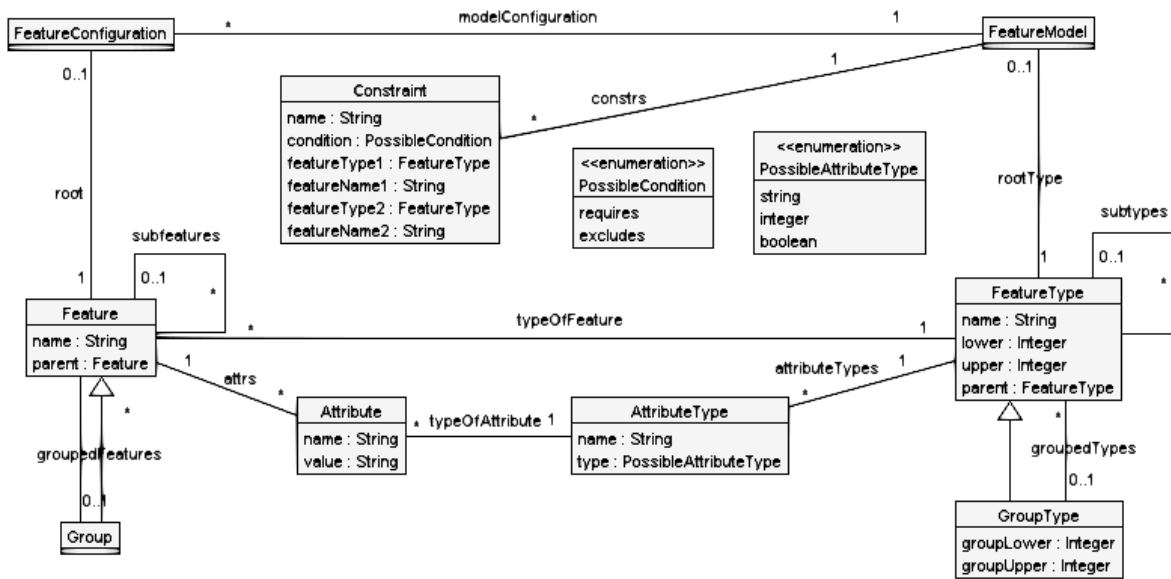 modelConfiguration
FeatureConfiguration
*
1
FeatureModel
0..1
1
0..1
Constraint
name : String
condition : PossibleCondition
featureType1 : FeatureType
featureName1 : String
featureType2 : FeatureType
featureName2 : String
constrs
*
<<enumeration>>
PossibleCondition
requires
excludes
<<enumeration>>
PossibleAttributeType
string
integer
boolean
rootType
root
subtypes
subfeatures
0..1
*
0..1
*
1
1
Feature
name : String
parent : Feature
*
typeOfFeature
1
FeatureType
name : String
lower : Integer
upper : Integer
parent : FeatureType
1
attrs
*
attributeTypes
1
*
Attribute
name : String
value : String
*
typeOfAttribute
1
AttributeType
name : String
type : PossibleAttributeType
*
groupedFeatures
0..1
Group
*
groupedTypes
0..1
GroupType
groupLower : Integer
groupUpper : Integer